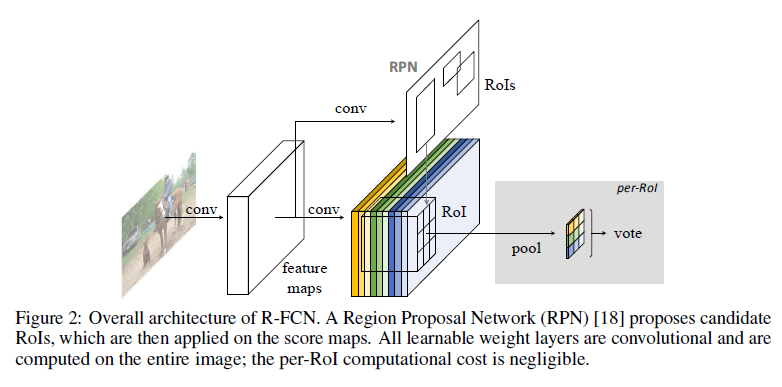 RPN
RoIs
conv
per-RoI
conv
conv
RoI
vote
pool
feature
maps
Figure 2: Overall architecture of R-FCN. A Region Proposal Network (RPN) [18] proposes candidate
RoIs, which are then applied on the score maps. All learnable weight layers are convolutional and are
computed on the entire image; the per-RoI computational cost is negligible.